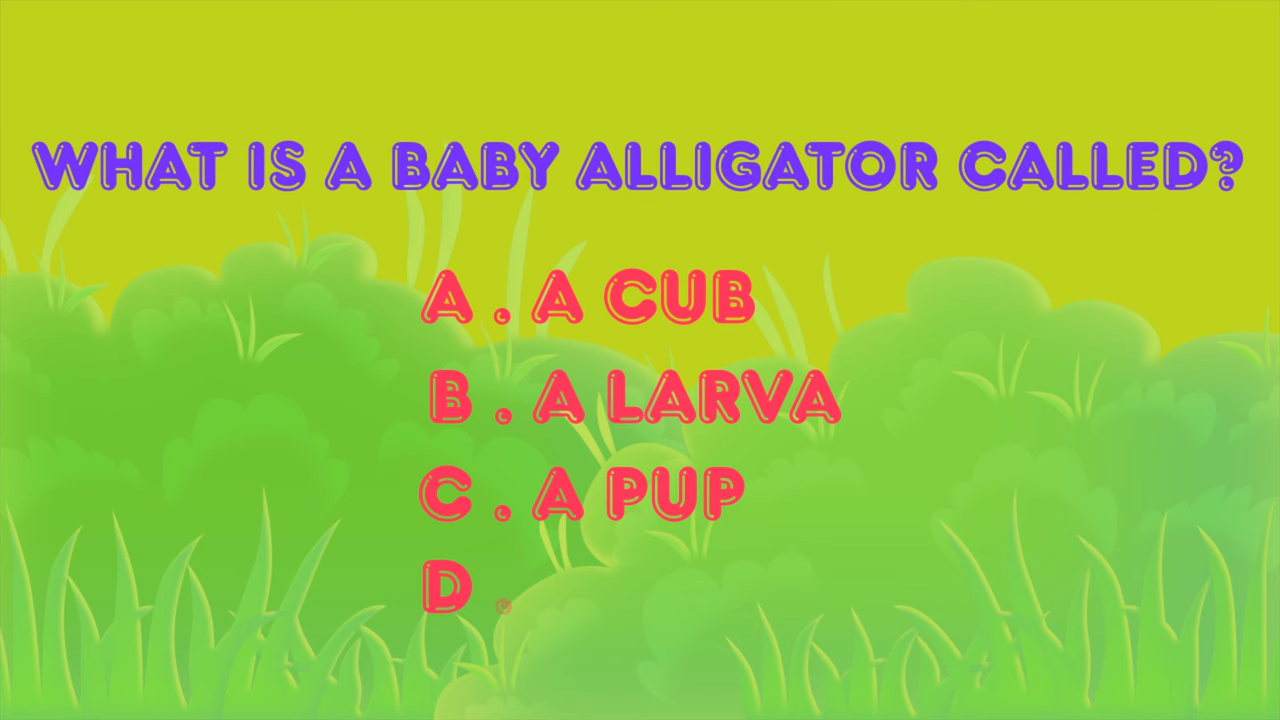 WHAT IS A BABY ALLIGATOR CALLED?
A . A CUB
B . A LARVA
C . A PUP
D .